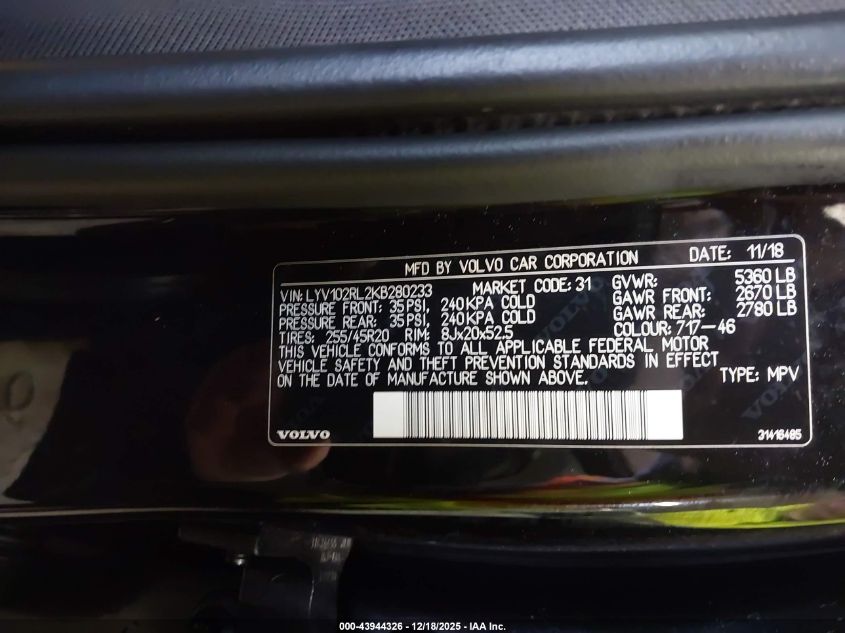 MFD BY VOLVO CAR CORPORATION DATE: 11/18
VIN: LYV102RL2KB280233 MARKET CODE: 31 GVWR: 5360 LB
PRESSURE FRONT: 35 PSI, 240 KPA COLD GAWR FRONT: 2670 LB
PRESSURE REAR: 35 PSI, 240 KPA COLD GAWR REAR: 2780 LB
TIRES: 255/45R20 RIM: 8Jx20x52.5 COLOUR: 717-46
THIS VEHICLE CONFORMS TO ALL APPLICABLE FEDERAL MOTOR
VEHICLE SAFETY AND THEFT PREVENTION STANDARDS IN EFFECT
ON THE DATE OF MANUFACTURE SHOWN ABOVE. TYPE: MPV
VOLVO 31416485
000-43944326 - 12/18/2025 - IAA Inc.